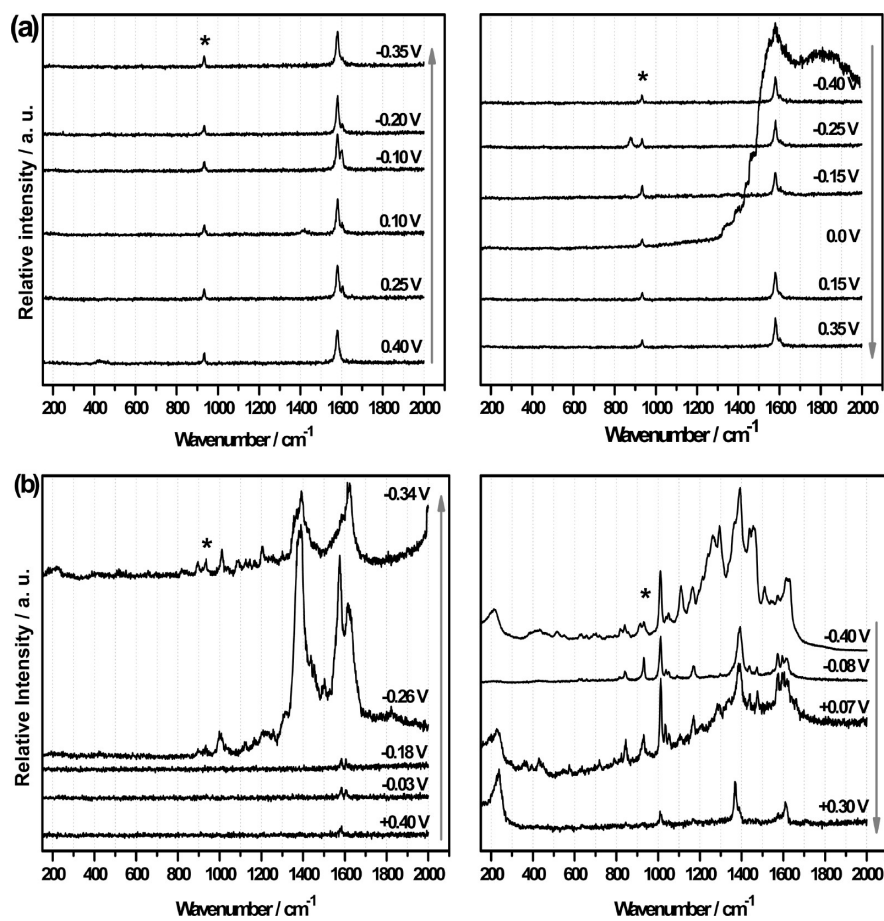 (a)
*
-0.35 V
-0.20 V
-0.10 V
0.10 V
0.25 V
0.40 V
Relative intensity / a. u.
200 400 600 800 1000 1200 1400 1600 1800 2000
Wavenumber / cm-1
*
-0.40 V
-0.25 V
-0.15 V
0.0 V
0.15 V
0.35 V
200 400 600 800 1000 1200 1400 1600 1800 2000
Wavenumber / cm-1
(b)
*
-0.34 V
-0.26 V
-0.18 V
-0.03 V
+0.40 V
Relative Intensity / a. u.
200 400 600 800 1000 1200 1400 1600 1800 2000
Wavenumber / cm-1
*
-0.40 V
-0.08 V
+0.07 V
+0.30 V
200 400 600 800 1000 1200 1400 1600 1800 2000
Wavenumber / cm-1